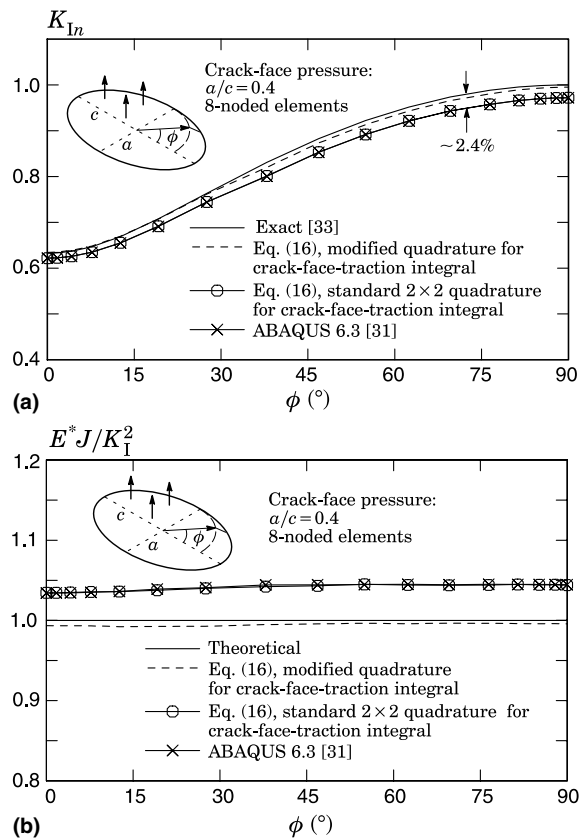 K_In
1.0
0.8
0.6
0.4
Crack-face pressure:
a/c=0.4
8-noded elements
c
a
ϕ
~2.4%
Exact [33]
Eq. (16), modified quadrature for
crack-face-traction integral
Eq. (16), standard 2×2 quadrature
for crack-face-traction integral
ABAQUS 6.3 [31]
0 15 30 45 60 75 90
(a)
ϕ (°)
E*J/K_I^2
1.2
1.1
1.0
0.9
0.8
Crack-face pressure:
a/c=0.4
8-noded elements
c
a
ϕ
Theoretical
Eq. (16), modified quadrature
for crack-face-traction integral
Eq. (16), standard 2×2 quadrature for
crack-face-traction integral
ABAQUS 6.3 [31]
0 15 30 45 60 75 90
(b)
ϕ (°)